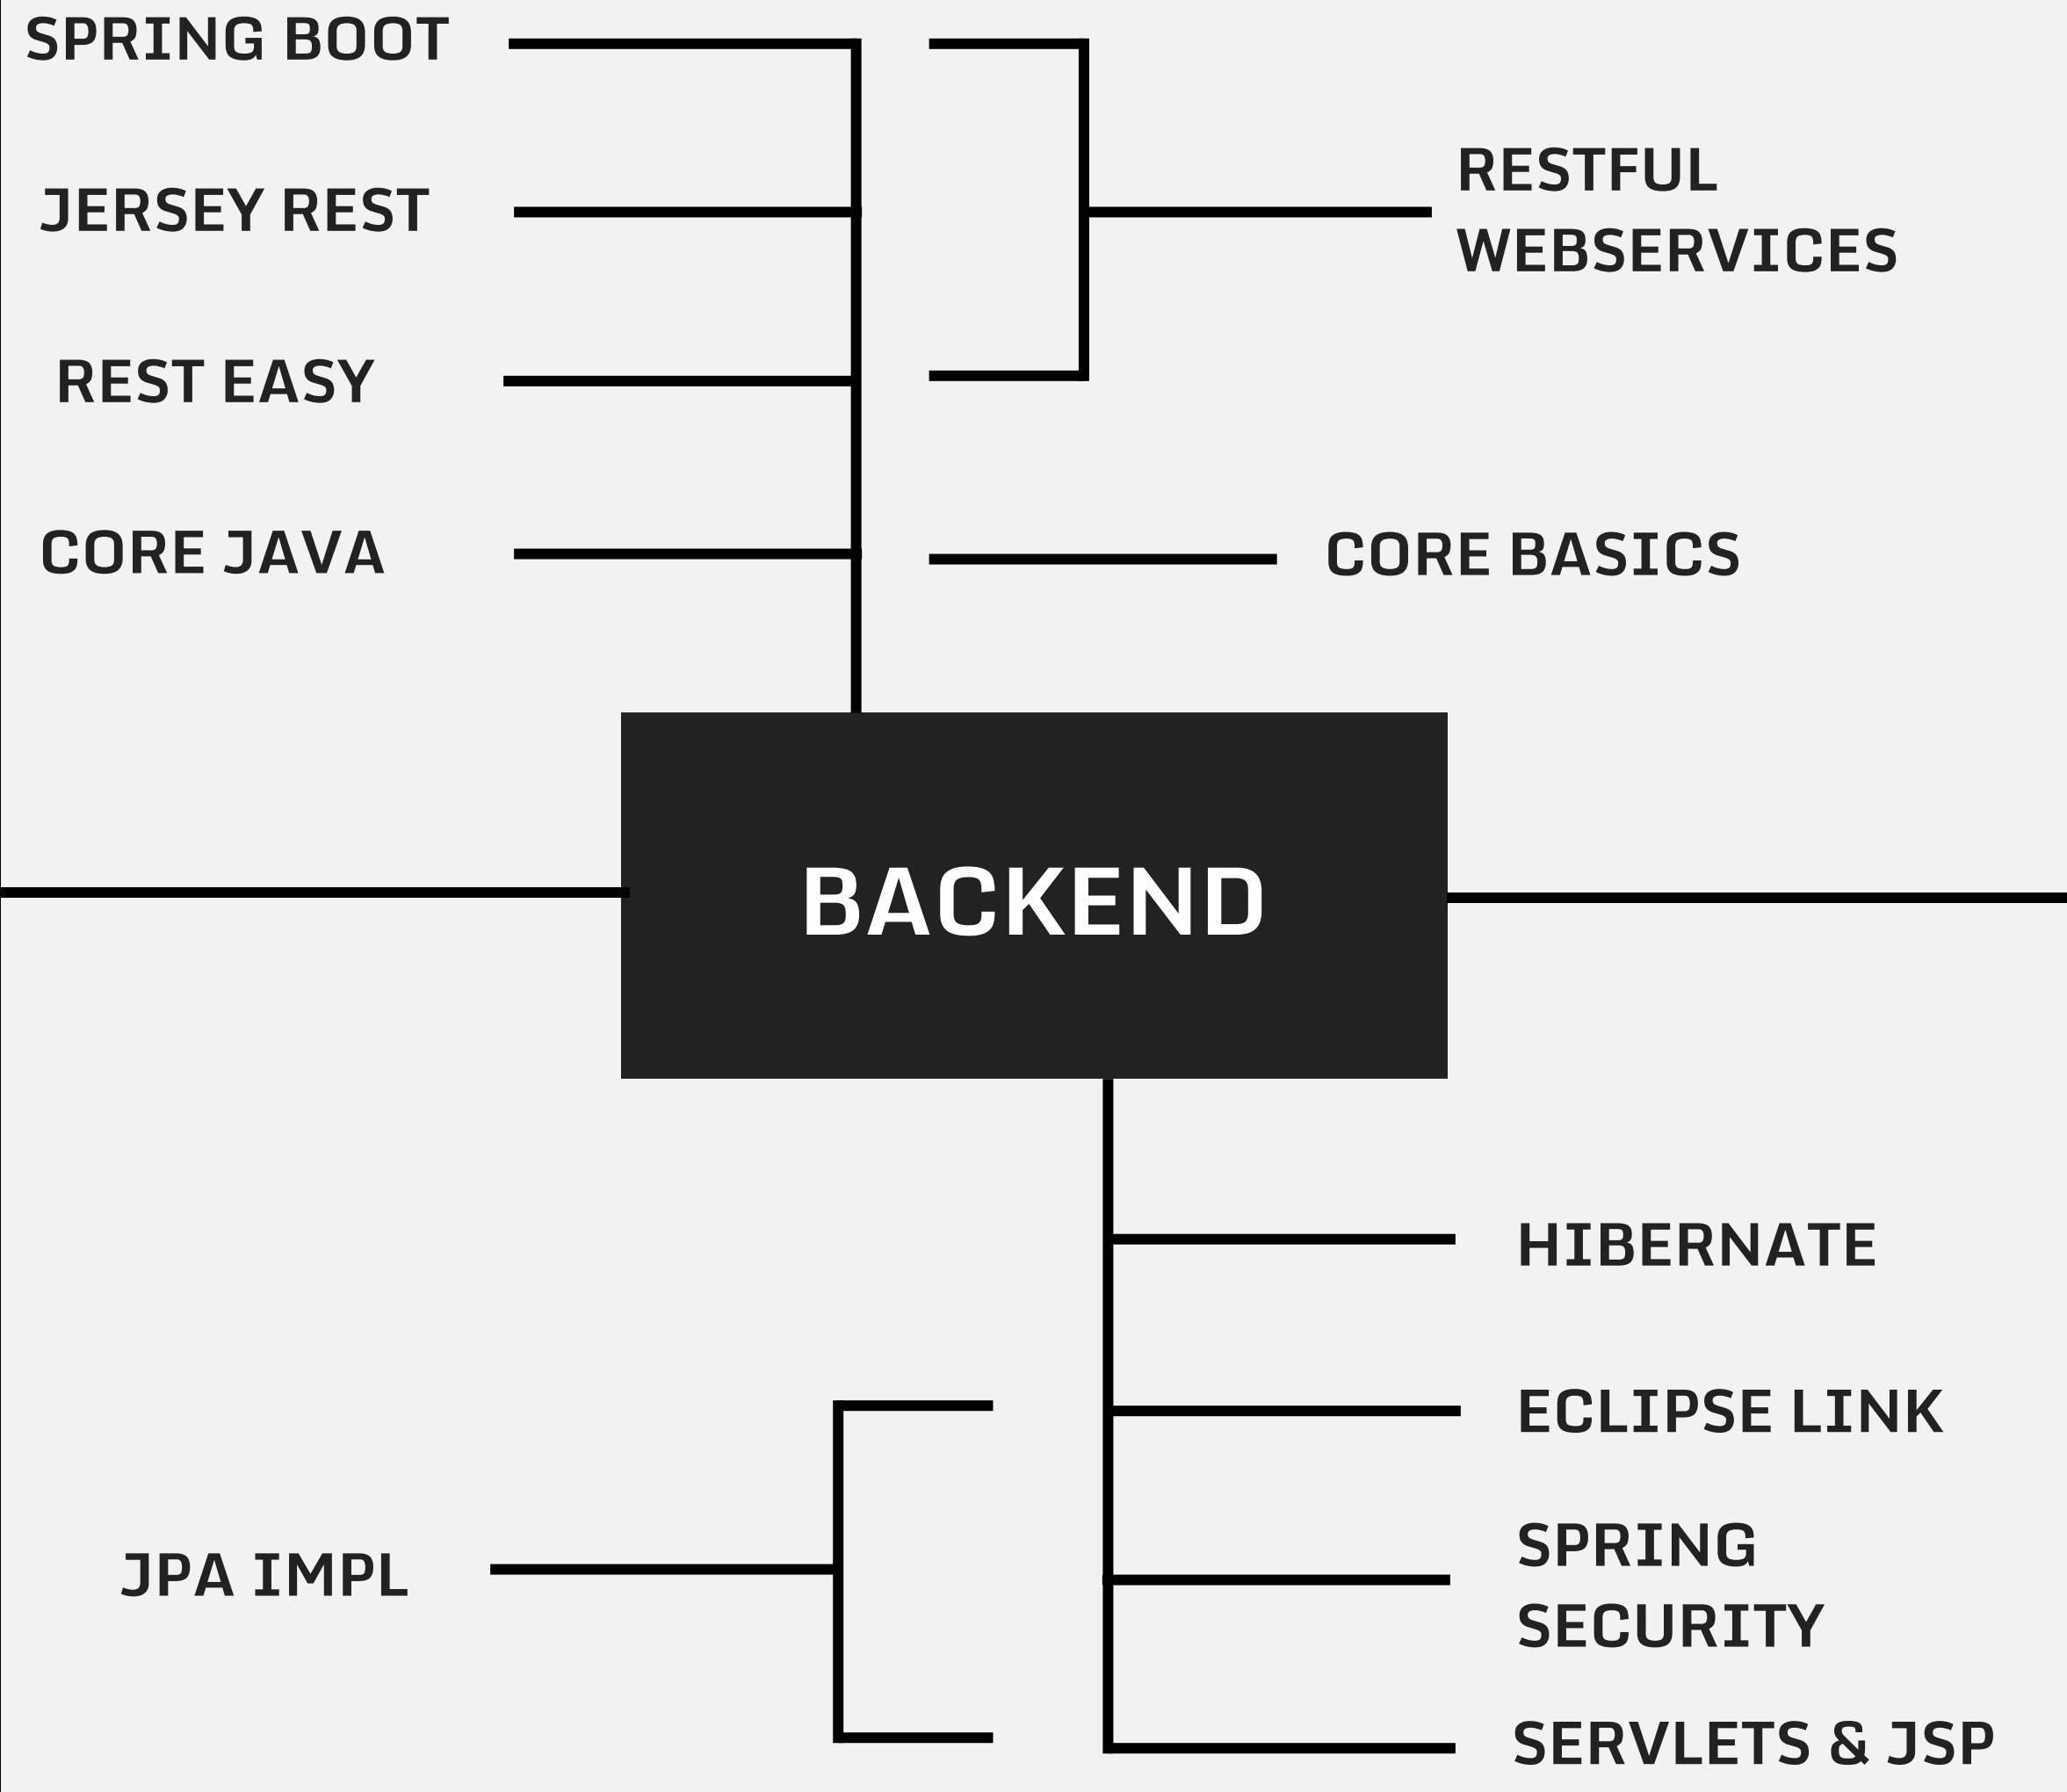 SPRING BOOT
JERSEY REST
REST EASY
CORE JAVA
RESTFUL
WEBSERVICES
CORE BASICS
BACKEND
HIBERNATE
ECLIPSE LINK
SPRING
SECURITY
SERVLETS & JSP
JPA IMPL